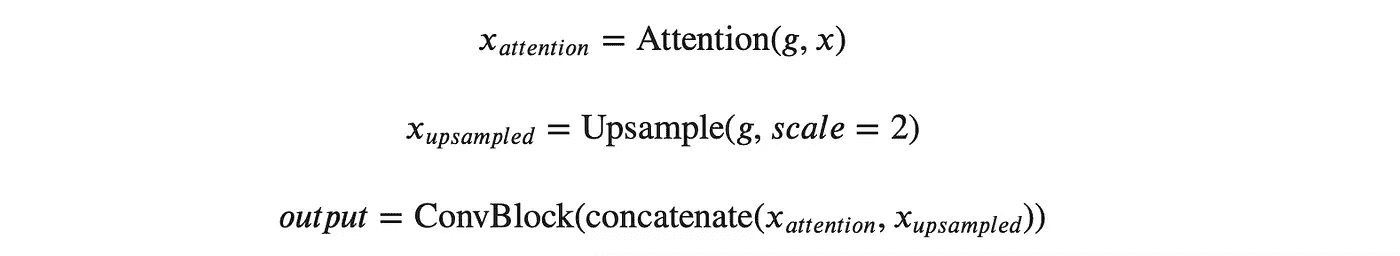 x_attention = Attention(g, x)
x_upsampled = Upsample(g, scale = 2)
output = ConvBlock(concatenate(x_attention, x_upsampled))